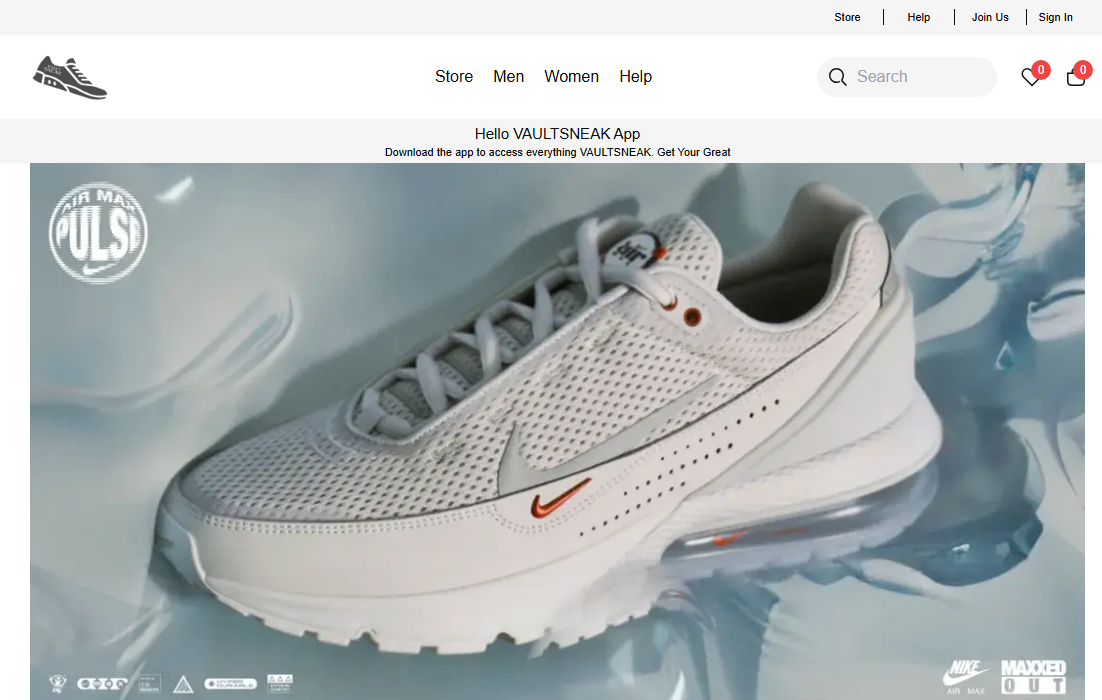 Store Help Join Us Sign In
Store Men Women Help
Search
0 0
Hello VAULTSNEAK App
Download the app to access everything VAULTSNEAK. Get Your Great
AIR MAX
PULSE
air
NIKE
AIR MAX
MAXXED
OUT